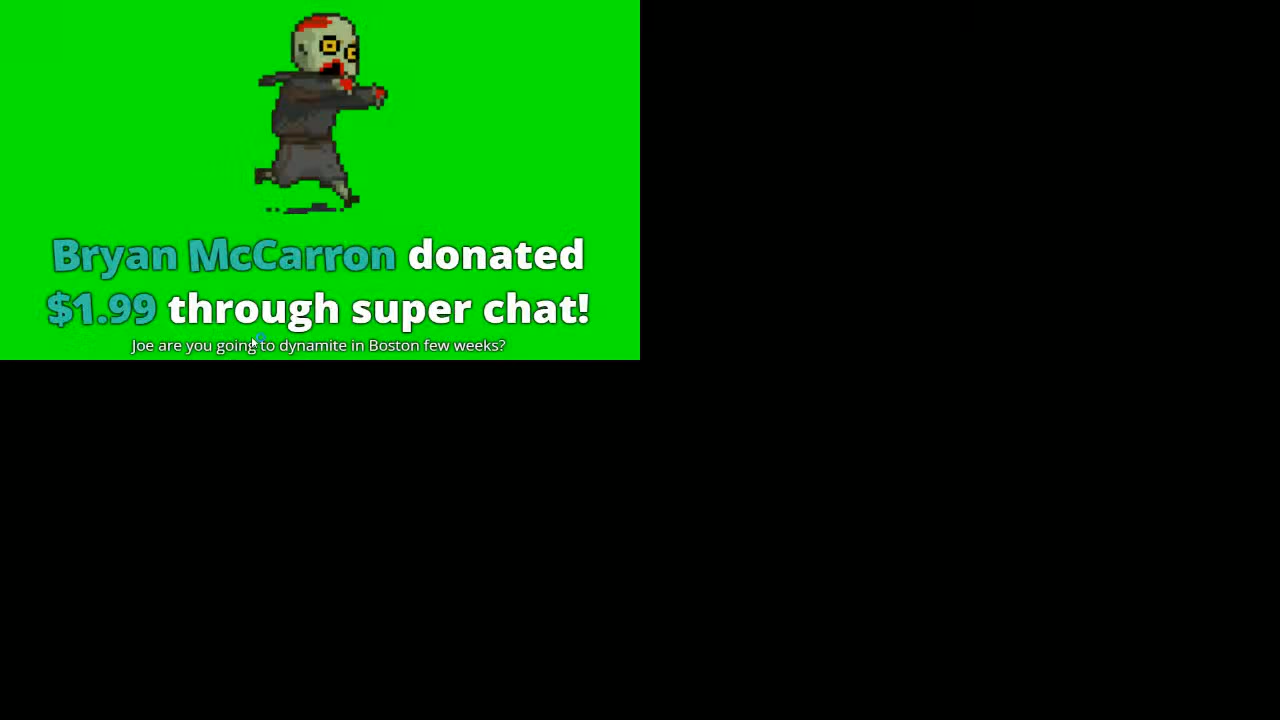 Bryan McCarron donated
$1.99 through super chat!
Joe are you going to dynamite in Boston few weeks?